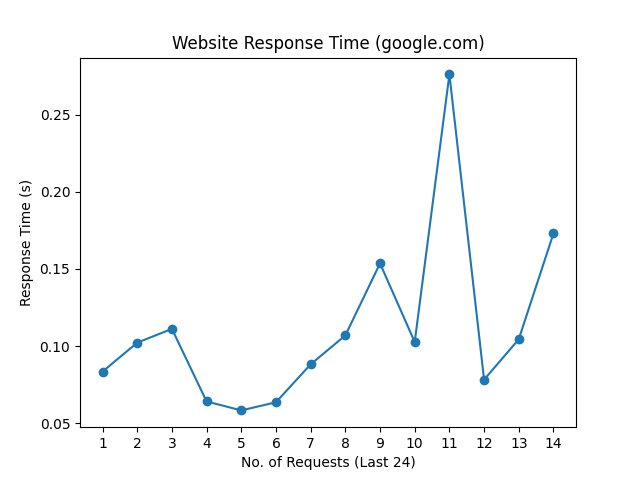 Website Response Time (google.com)
Response Time (s)
0.25
0.20
0.15
0.10
0.05
1 2 3 4 5 6 7 8 9 10 11 12 13 14
No. of Requests (Last 24)